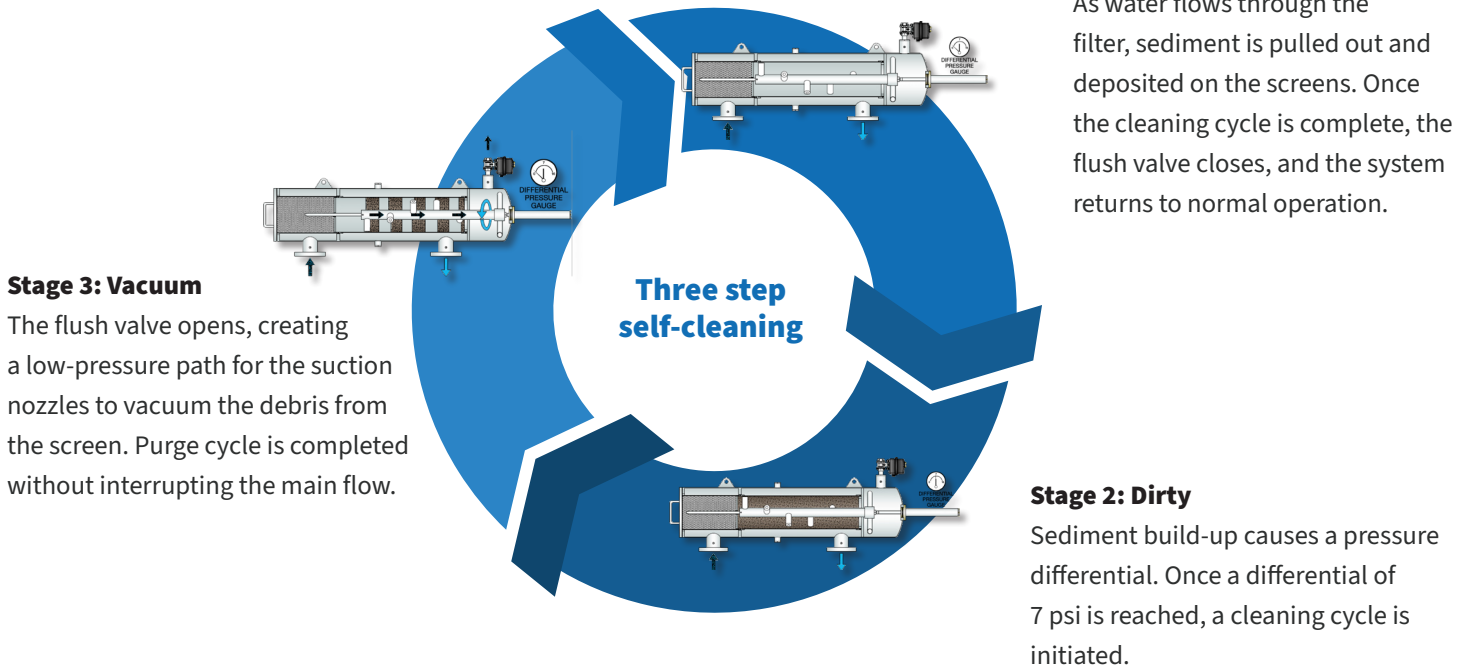 As water flows through the
filter, sediment is pulled out and
deposited on the screens. Once
the cleaning cycle is complete, the
flush valve closes, and the system
returns to normal operation.
DIFFERENTIAL
PRESSURE
GAUGE
DIFFERENTIAL
PRESSURE
GAUGE
Stage 3: Vacuum
The flush valve opens, creating
a low-pressure path for the suction
nozzles to vacuum the debris from
the screen. Purge cycle is completed
without interrupting the main flow.
Three step
self-cleaning
DIFFERENTIAL
PRESSURE
GAUGE
Stage 2: Dirty
Sediment build-up causes a pressure
differential. Once a differential of
7 psi is reached, a cleaning cycle is
initiated.